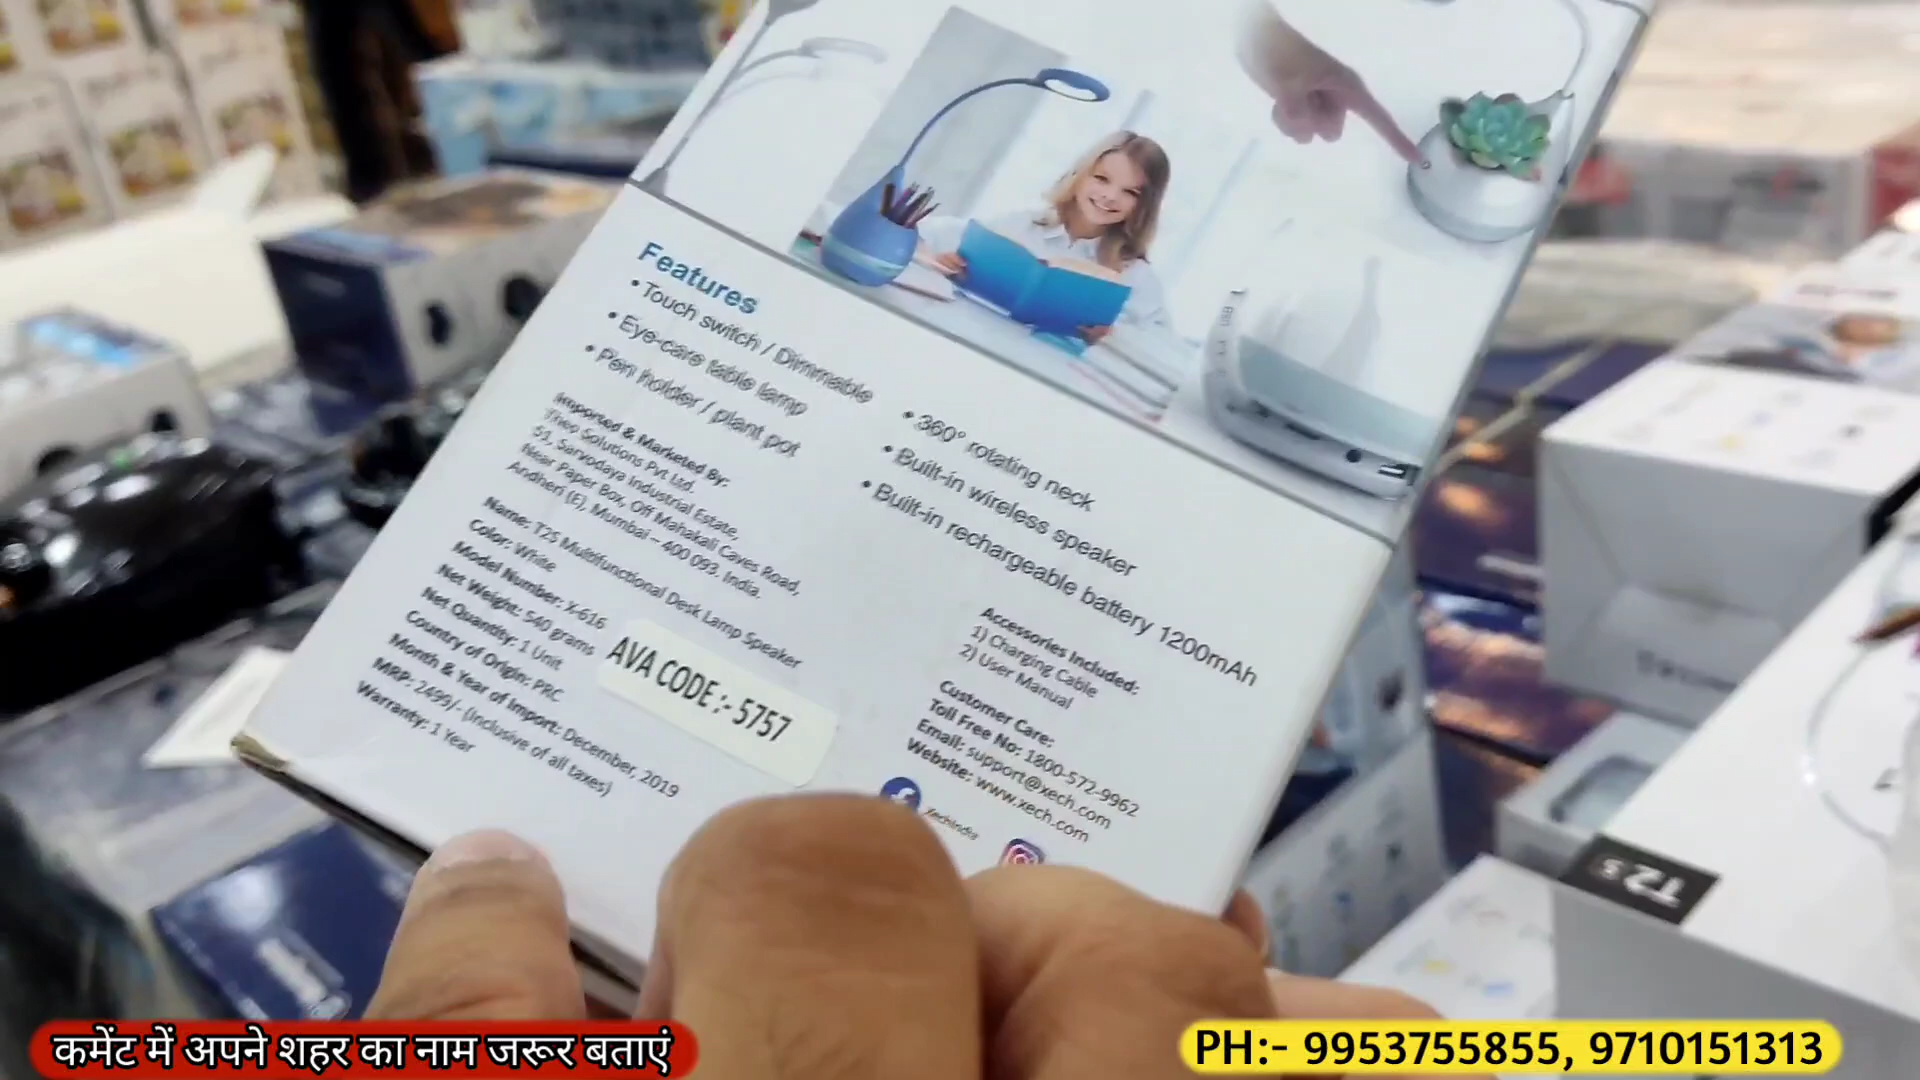 Features
• Touch switch / Dimmable
• Eye-care table lamp
• Pen holder / plant pot
• 360° rotating neck
• Built-in wireless speaker
• Built-in rechargeable battery 1200mAh
Imported & Marketed By:
Theo Solutions Pvt Ltd.
51, Sarvodaya Industrial Estate,
Near Paper Box, Off Mahakali Caves Road,
Andheri (E), Mumbai – 400 093. India.
Name: T2S Multifunctional Desk Lamp Speaker
Color: White
Model Number: X-616
Net Weight: 540 grams
Net Quantity: 1 Unit
Country of Origin: PRC
Month & Year of Import: December, 2019
MRP: 2499/- (Inclusive of all taxes)
Warranty: 1 Year
AVA CODE :- 5757
Accessories Included:
1) Charging Cable
2) User Manual
Customer Care:
Toll Free No: 1800-572-9962
Email: support@xech.com
Website: www.xech.com
XechIndia
T2s
कमेंट में अपने शहर का नाम जरूर बताएं
PH:- 9953755855, 9710151313